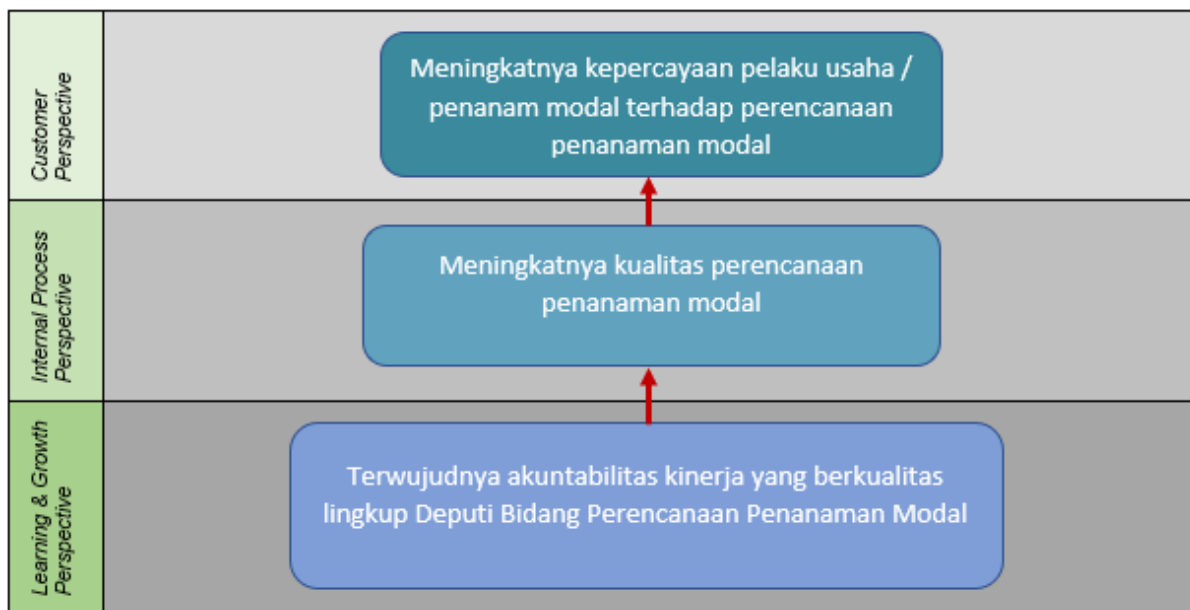 Customer
Perspective
Meningkatnya kepercayaan pelaku usaha /
penanam modal terhadap perencanaan
penanaman modal
Internal Process
Perspective
Meningkatnya kualitas perencanaan
penanaman modal
Learning & Growth
Perspective
Terwujudnya akuntabilitas kinerja yang berkualitas
lingkup Deputi Bidang Perencanaan Penanaman Modal